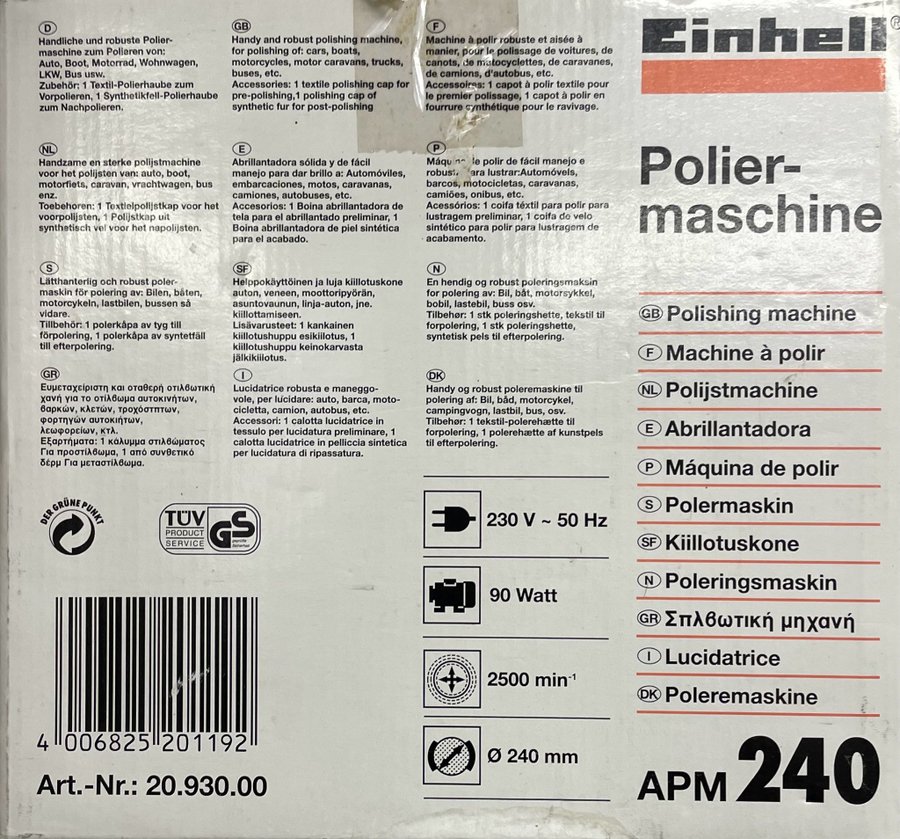 D
Handliche und robuste Polier-
maschine zum Polieren von:
Auto, Boot, Motorrad, Wohnwagen,
LKW, Bus usw.
Zubehör: 1 Textil-Polierhaube zum
Vorpolieren, 1 Synthetikfell-Polierhaube
zum Nachpolieren.
GB
Handy and robust polishing machine,
for polishing of: cars, boats,
motorcycles, motor caravans, trucks,
buses, etc.
Accessories: 1 textile polishing cap for
pre-polishing,1 polishing cap of
synthetic fur for post-polishing
F
Machine à polir robuste et aisée à
manier, pour le polissage de voitures, de
canots, de motocyclettes, de caravanes,
de camions, d'autobus, etc.
Accessoires: 1 capot à polir textile pour
le premier polissage, 1 capot à polir en
fourrure synthétique pour le ravivage.
NL
Handzame en sterke polijstmachine
voor het polijsten van: auto, boot,
motorfiets, caravan, vrachtwagen, bus
enz.
Toebehoren: 1 Textielpolijstkap voor het
voorpolijsten, 1 Polijstkap uit
synthetisch vel voor het napolijsten.
E
Abrillantadora sólida y de fácil
manejo para dar brillo a: Automóviles,
embarcaciones, motos, caravanas,
camiones, autobuses, etc.
Accesorios: 1 Boina abrillantadora de
tela para el abrillantado preliminar, 1
Boina abrillantadora de piel sintética
para el acabado.
P
de polir de fácil manejo e
para lustrar:Automóvels,
barcos, motocicletas, caravanas,
camiões, onibus, etc.
Acessórios: 1 coifa téxtil para polir para
lustragem preliminar, 1 coifa de velo
sintético para polir para lustragem de
acabamento.
S
Lätthanterlig och robust poler-
maskin för polering av: Bilen, båten,
motorcykeln, lastbilen, bussen så
vidare.
Tillbehör: 1 polerkåpa av tyg till
förpolering, 1 polerkåpa av syntetfäll
till efterpolering.
SF
Helppokäyttöinen ja luja kiillotuskone
auton, veneen, moottoripyörän,
asuntovaunun, linja-auton, jne.
kiillottamiseen.
Lisävarusteet: 1 kankainen
kiillotushuppu esikiilotus, 1
kiillotushuppu keinokarvasta
jälkikiilotus.
N
En hendig og robust poleringsmaksin
for polering av: Bil, båt, motorsykkel,
bobil, lastebil, buss osv.
Tilbehør: 1 stk poleringshette, tekstil til
forpolering, 1 stk poleringshette,
syntetisk pels til efterpolering.
GR
Ευμεταχείριστη και σταθερή στιλβωτική
χανή για το στίλβωμα αυτοκινήτων,
βαρκών, κλετών, τροχόστπτων,
φορτηγών αυτοκιήτων,
λεωφορείων, κτλ.
Εξαρτήματα: 1 κάλυμμα στιλβώματος
Για προστίλβωμα, 1 από συνθετικό
δέρμ Για μεταστίλβωμα.
I
Lucidatrice robusta e maneggo-
vole, per lucidare: auto, barca, moto-
cicletta, camion, autobus, etc.
Accessori: 1 calotta lucidatrice in
tessuto per lucidatura preliminare, 1
calotta lucidatrice in pelliccia sintetica
per lucidatura di ripassatura.
DK
Handy og robust poleremaskine til
polering af: Bil, båd, motorcykel,
campingvogn, lastbil, bus, osv.
Tilbehør: 1 tekstil-polerehætte til
forpolering, 1 polerehætte af kunstpels
til efterpolering.
DER GRÜNE PUNKT
TÜV
PRODUCT
SERVICE
GS
geprüfte
Sicherheit
4 006825 201192
Art.-Nr.: 20.930.00
230 V ~ 50 Hz
90 Watt
2500 min⁻¹
Ø 240 mm
Einhell®
Polier-
maschine
GB Polishing machine
F Machine à polir
NL Polijstmachine
E Abrillantadora
P Máquina de polir
S Polermaskin
SF Kiillotuskone
N Poleringsmaskin
GR Σπλβωτική μηχανή
I Lucidatrice
DK Poleremaskine
APM 240